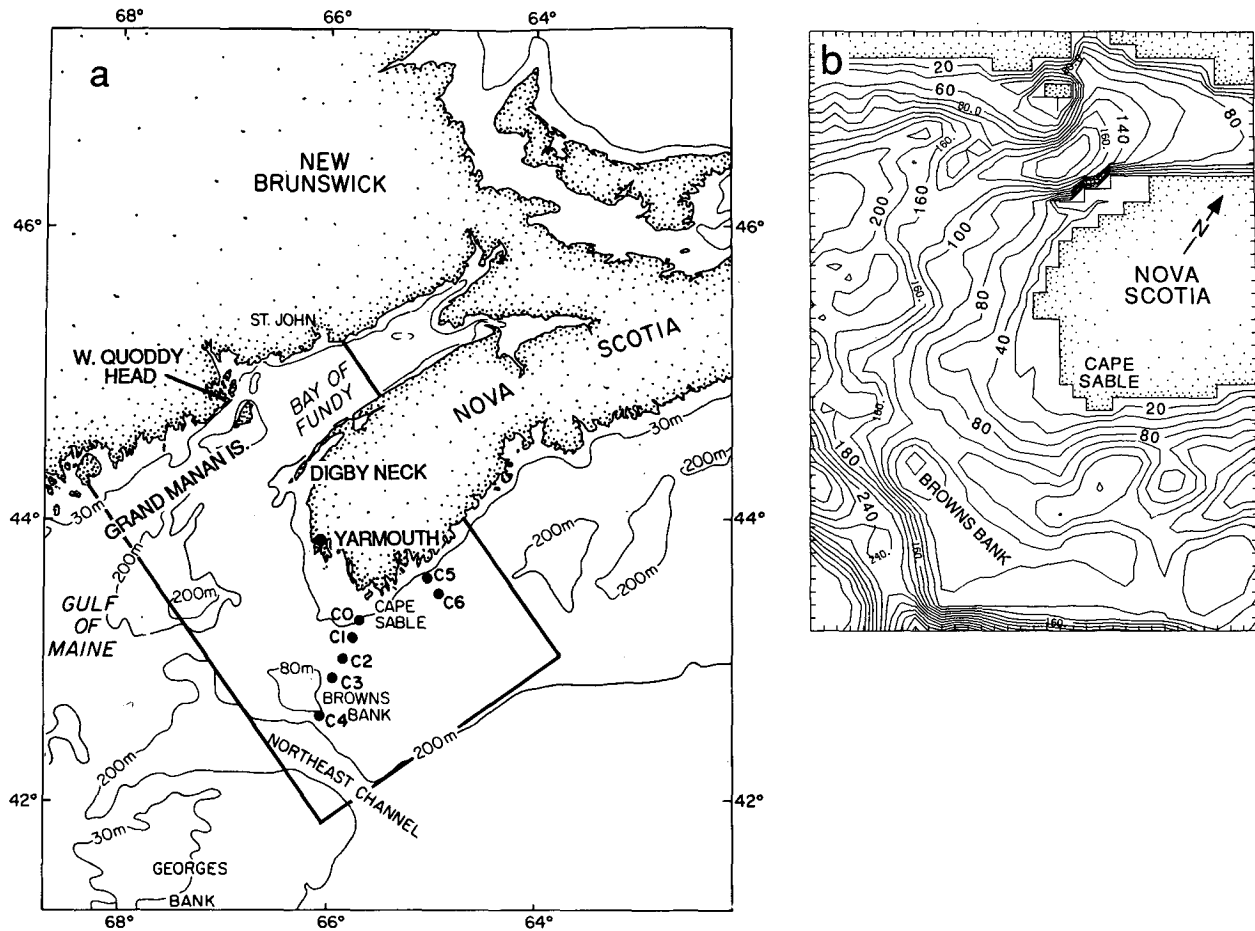 68°
66°
64°
a
NEW
BRUNSWICK
46°
46°
ST. JOHN
W. QUODDY
HEAD
BAY OF
FUNDY
NOVA
SCOTIA
30m
200m
DIGBY NECK
GRAND MANAN IS.
30m
44°
44°
YARMOUTH
200m
200m
200m
200m
GULF
OF
MAINE
C5
C6
C0
CAPE
SABLE
C1
C2
80m
C3
BROWNS
BANK
C4
200m
NORTHEAST CHANNEL
200m
42°
42°
30m
GEORGES
BANK
68°
66°
64°
b
20
60
80.0
160.
140
80
160.
200
160
100
N
NOVA
SCOTIA
160.
80
40
CAPE
SABLE
20
160.
80
80
180
BROWNS BANK
240
240.
160.
160.